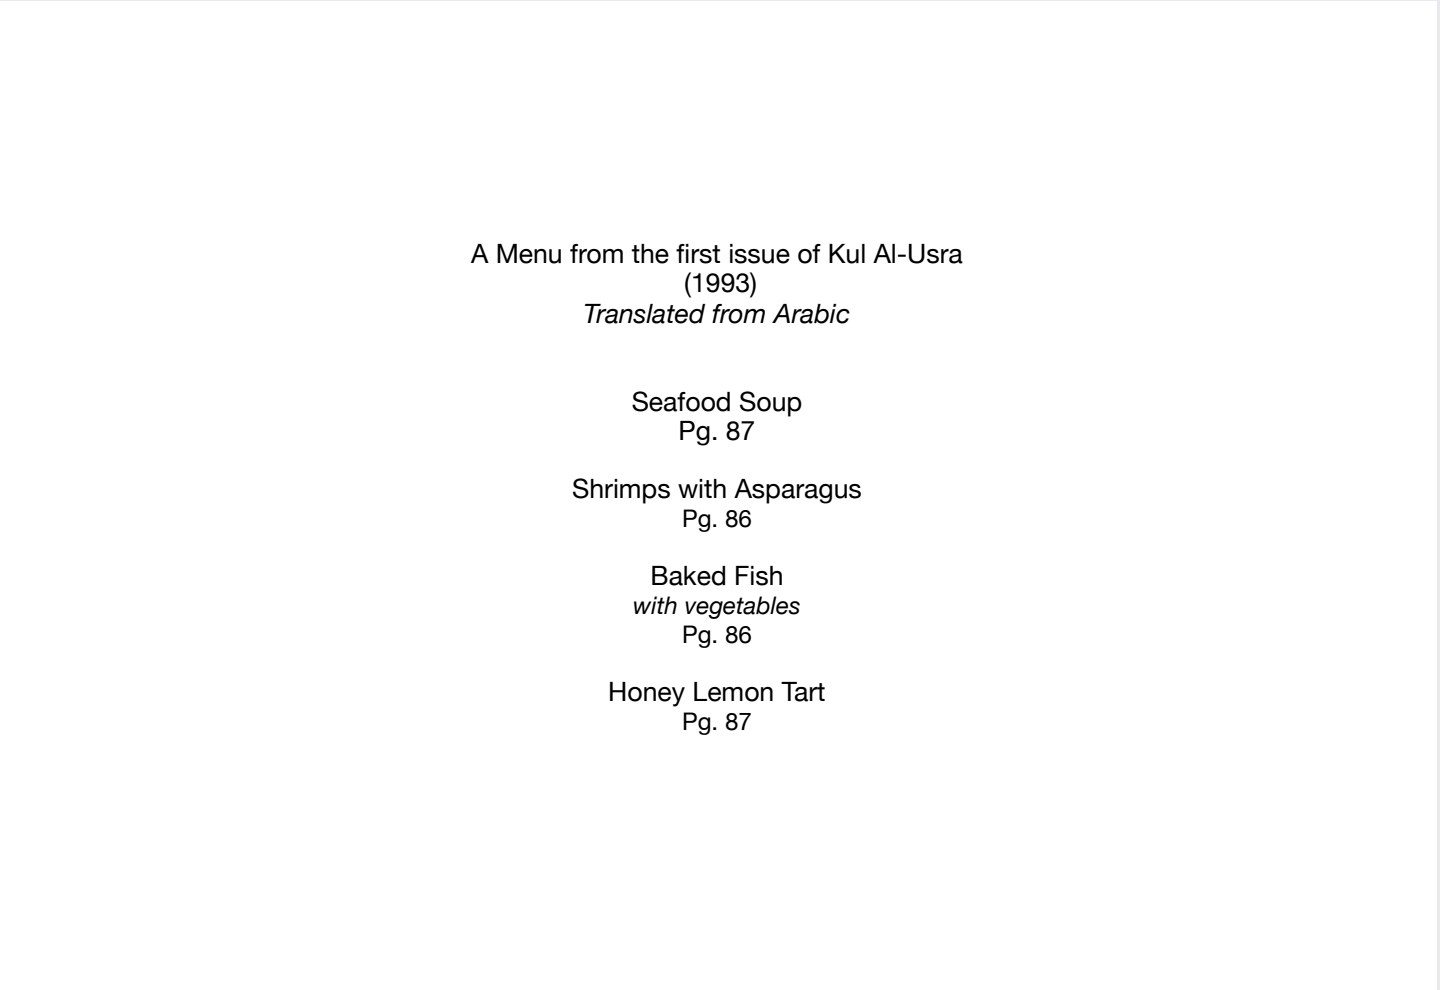 A Menu from the first issue of Kul Al-Usra
(1993)
Translated from Arabic
Seafood Soup
Pg. 87
Shrimps with Asparagus
Pg. 86
Baked Fish
with vegetables
Pg. 86
Honey Lemon Tart
Pg. 87